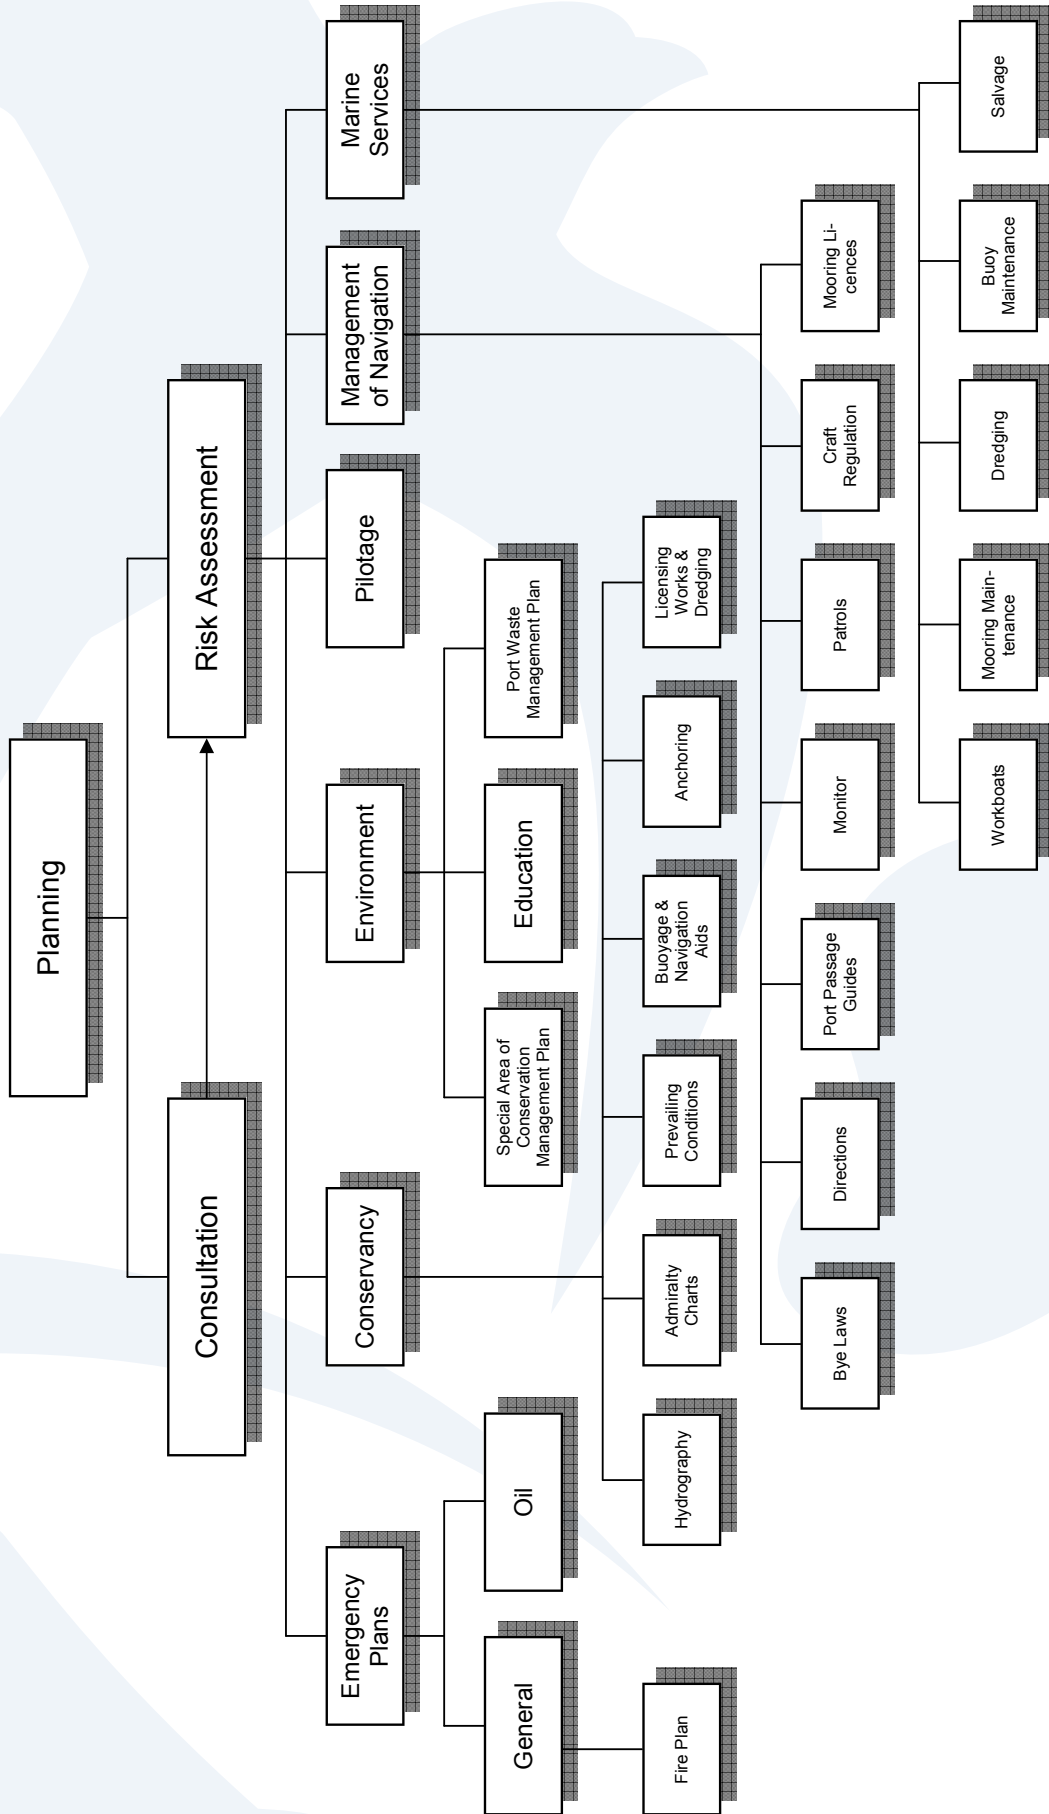 Planning
Consultation
Risk Assessment
Emergency
Plans
Conservancy
Environment
Pilotage
Management
of Navigation
Marine
Services
General
Oil
Special Area of
Conservation
Management Plan
Education
Port Waste
Management Plan
Fire Plan
Hydrography
Admiralty
Charts
Prevailing
Conditions
Buoyage &
Navigation
Aids
Anchoring
Licensing
Works &
Dredging
Bye Laws
Directions
Port Passage
Guides
Monitor
Patrols
Craft
Regulation
Mooring Li-
cences
Workboats
Mooring Main-
tenance
Dredging
Buoy
Maintenance
Salvage